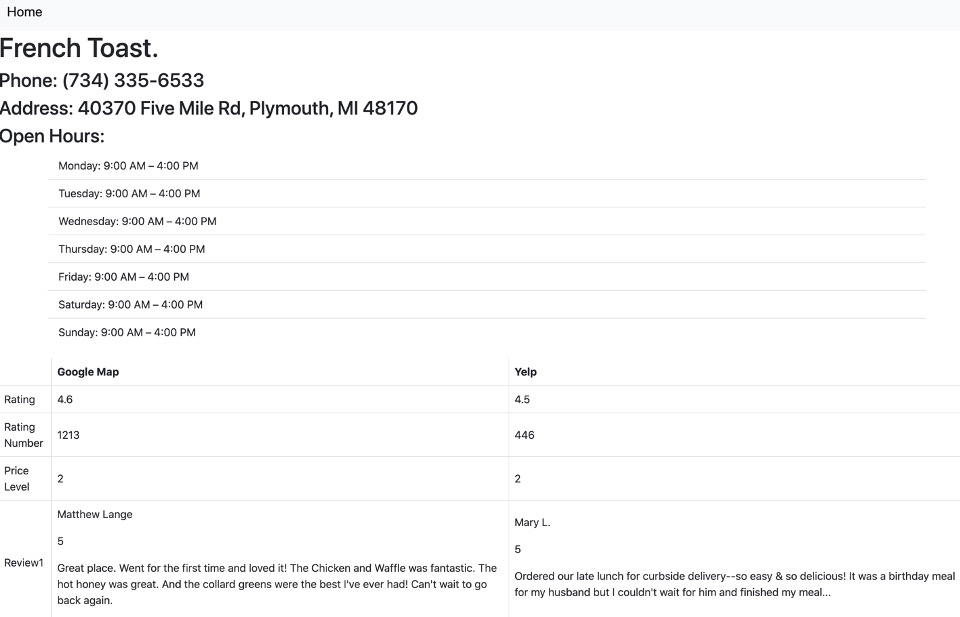 Home
French Toast.
Phone: (734) 335-6533
Address: 40370 Five Mile Rd, Plymouth, MI 48170
Open Hours:
Monday: 9:00 AM – 4:00 PM
Tuesday: 9:00 AM – 4:00 PM
Wednesday: 9:00 AM – 4:00 PM
Thursday: 9:00 AM – 4:00 PM
Friday: 9:00 AM – 4:00 PM
Saturday: 9:00 AM – 4:00 PM
Sunday: 9:00 AM – 4:00 PM
Google Map Yelp
Rating 4.6 4.5
Rating
Number 1213 446
Price
Level 2 2
Review1
Matthew Lange
5
Great place. Went for the first time and loved it! The Chicken and Waffle was fantastic. The
hot honey was great. And the collard greens were the best I've ever had! Can't wait to go
back again.
Mary L.
5
Ordered our late lunch for curbside delivery--so easy & so delicious! It was a birthday meal
for my husband but I couldn't wait for him and finished my meal...